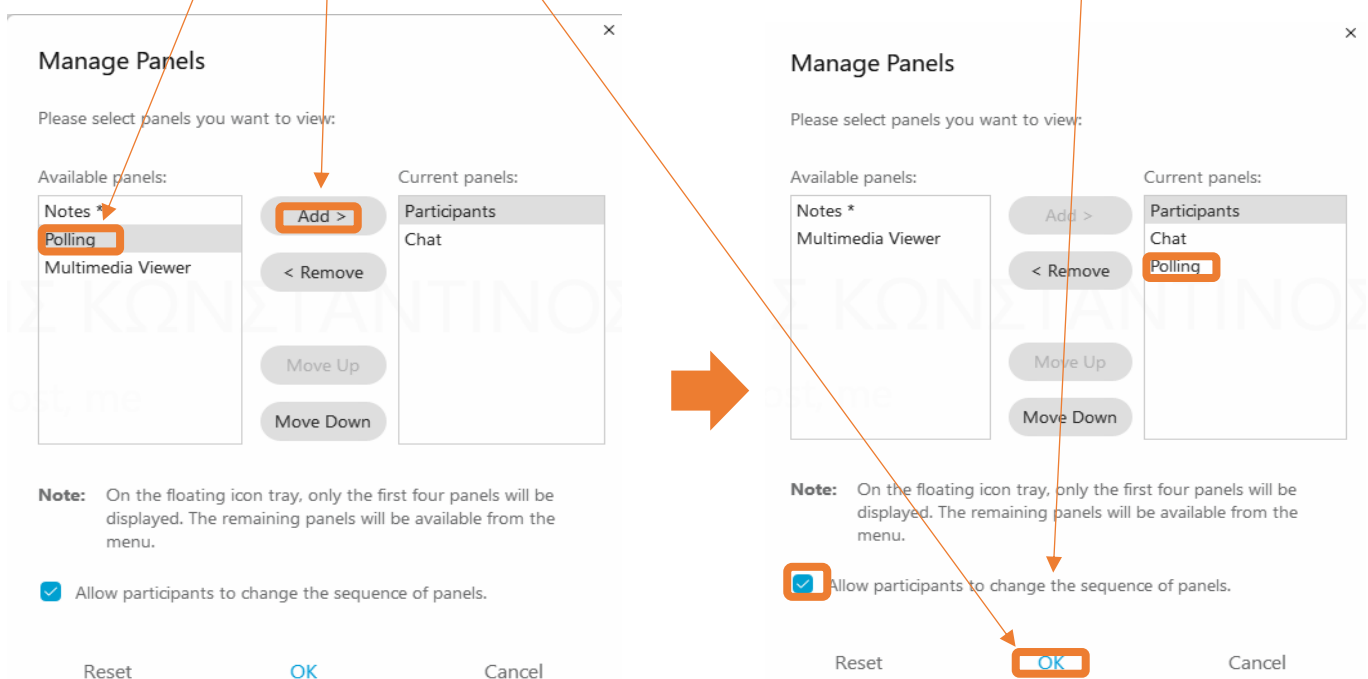 ×
Manage Panels
Please select panels you want to view:
Available panels:
Notes *
Polling
Multimedia Viewer
Add >
< Remove
Move Up
Move Down
Current panels:
Participants
Chat
Note: On the floating icon tray, only the first four panels will be
displayed. The remaining panels will be available from the
menu.
Allow participants to change the sequence of panels.
Reset OK Cancel
×
Manage Panels
Please select panels you want to view:
Available panels:
Notes *
Multimedia Viewer
Add >
< Remove
Move Up
Move Down
Current panels:
Participants
Chat
Polling
Note: On the floating icon tray, only the first four panels will be
displayed. The remaining panels will be available from the
menu.
Allow participants to change the sequence of panels.
Reset OK Cancel